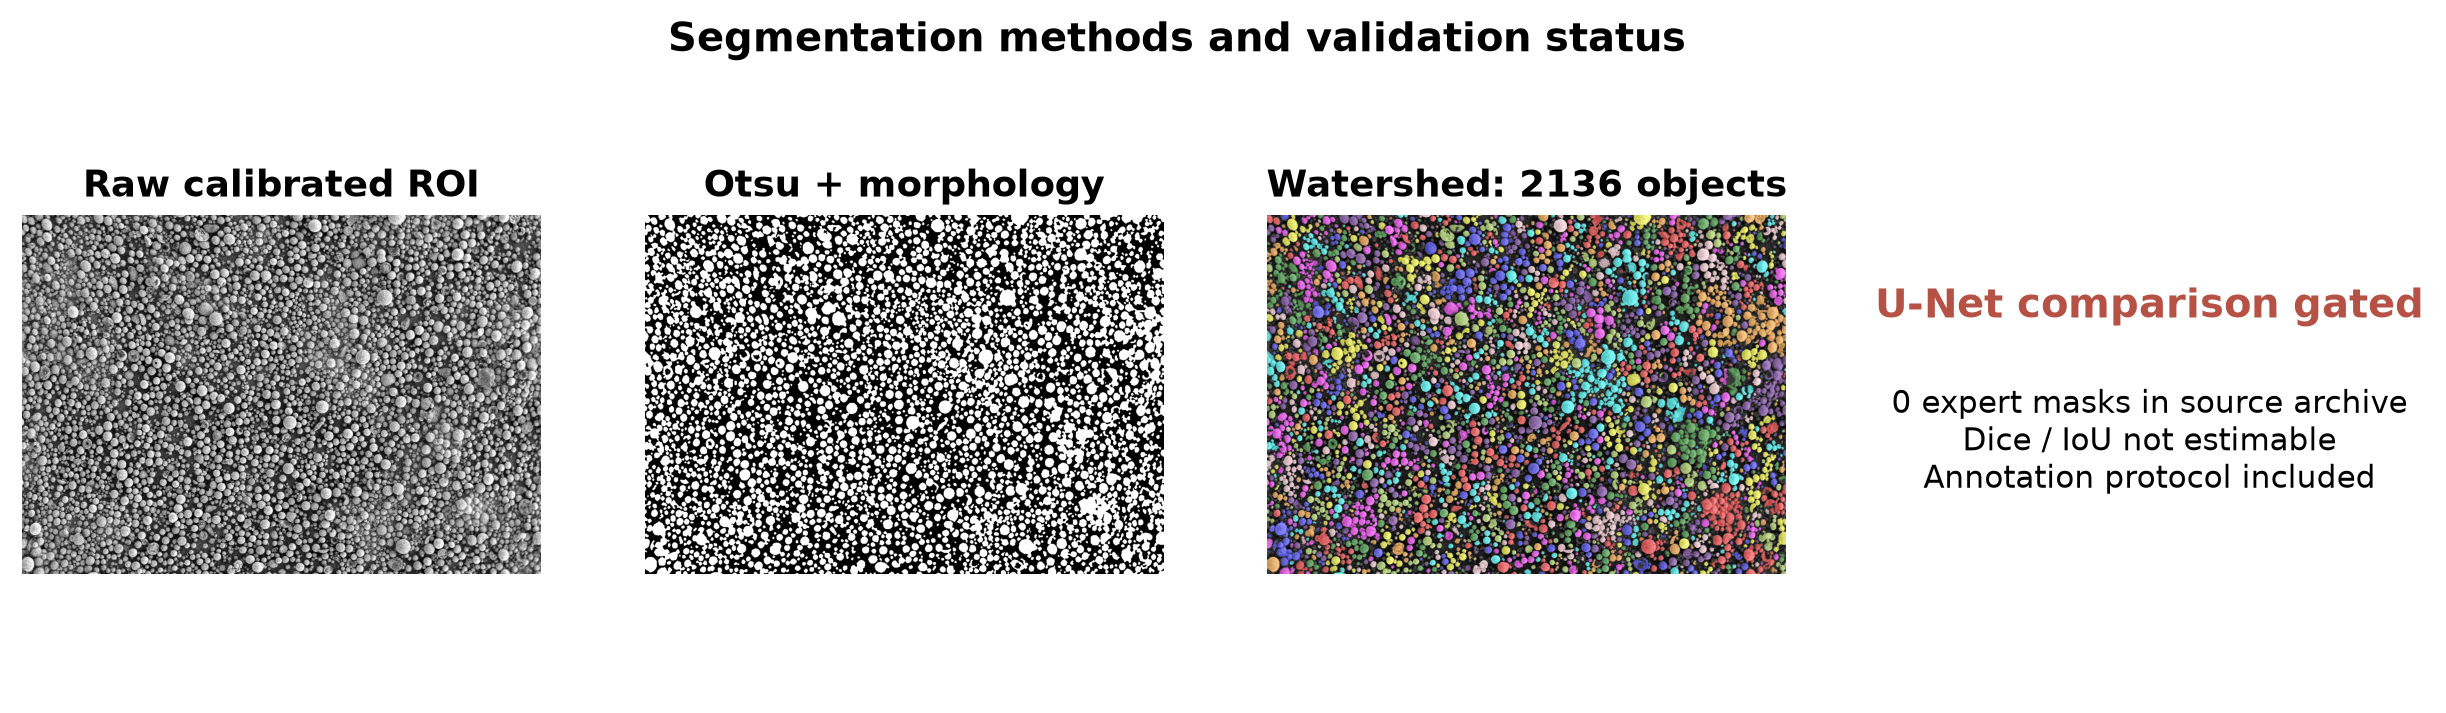 Segmentation methods and validation status
Raw calibrated ROI
Otsu + morphology
Watershed: 2136 objects
U-Net comparison gated
0 expert masks in source archive
Dice / IoU not estimable
Annotation protocol included